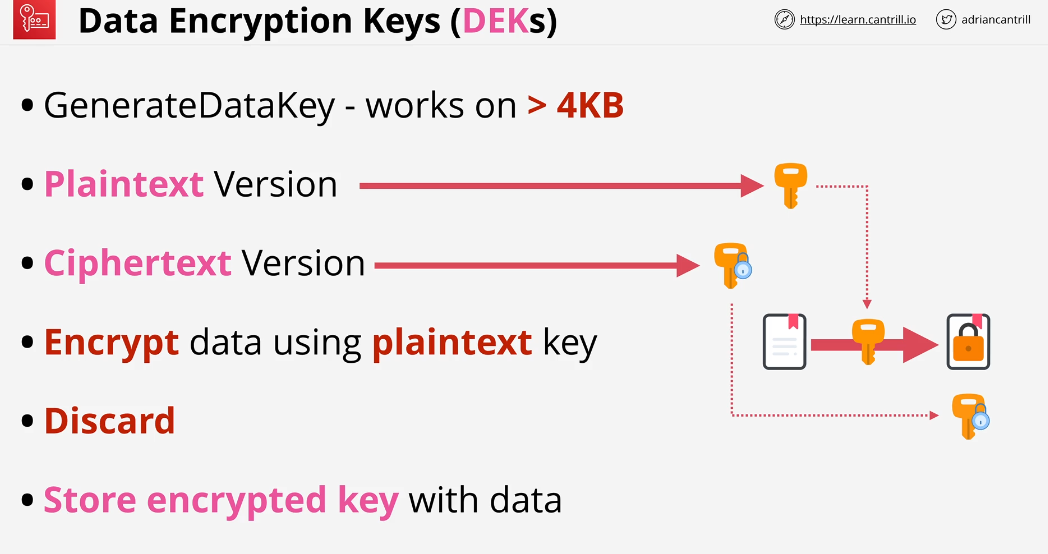 Data Encryption Keys (DEKs)
https://learn.cantrill.io
adriancantrill
• GenerateDataKey - works on > 4KB
• Plaintext Version
• Ciphertext Version
• Encrypt data using plaintext key
• Discard
• Store encrypted key with data